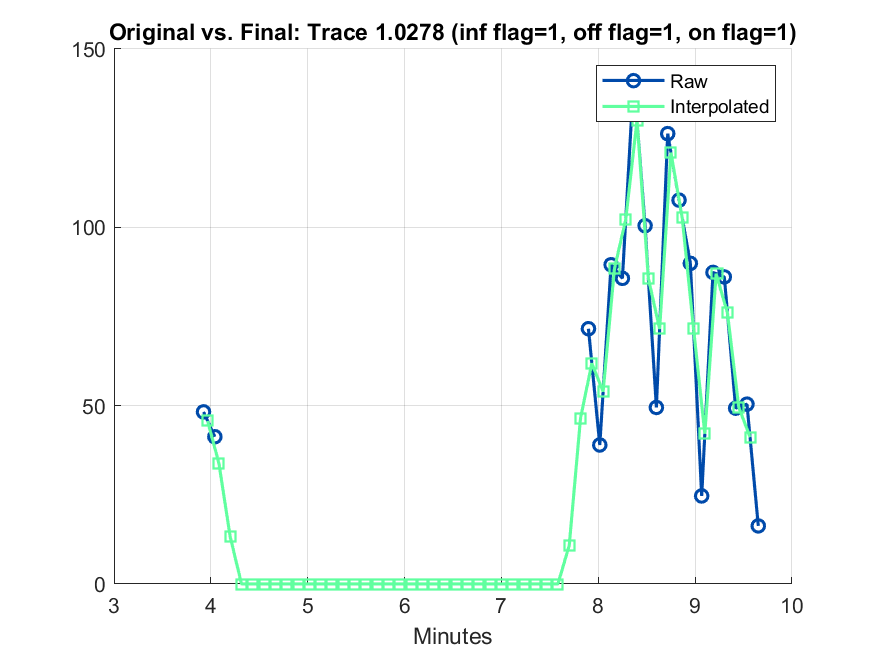 Original vs. Final: Trace 1.0278 (inf flag=1, off flag=1, on flag=1)
150
100
50
0
Raw
Interpolated
3 4 5 6 7 8 9 10
Minutes